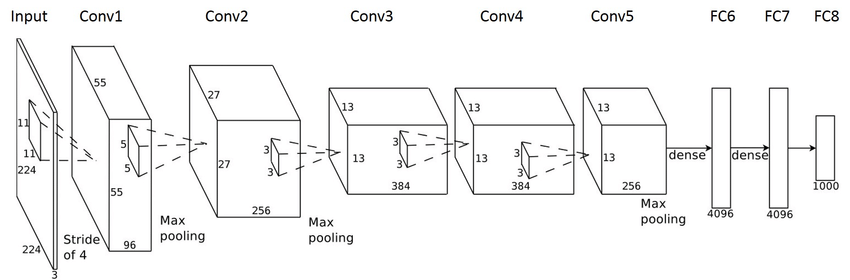 Input Conv1 Conv2 Conv3 Conv4 Conv5 FC6 FC7 FC8
11
11
224
224
3
Stride
of 4
55
55
96
5
5
Max
pooling
27
27
256
3
3
Max
pooling
13
13
384
3
3
13
13
384
3
3
13
13
256
Max
pooling
dense
4096
dense
4096
1000